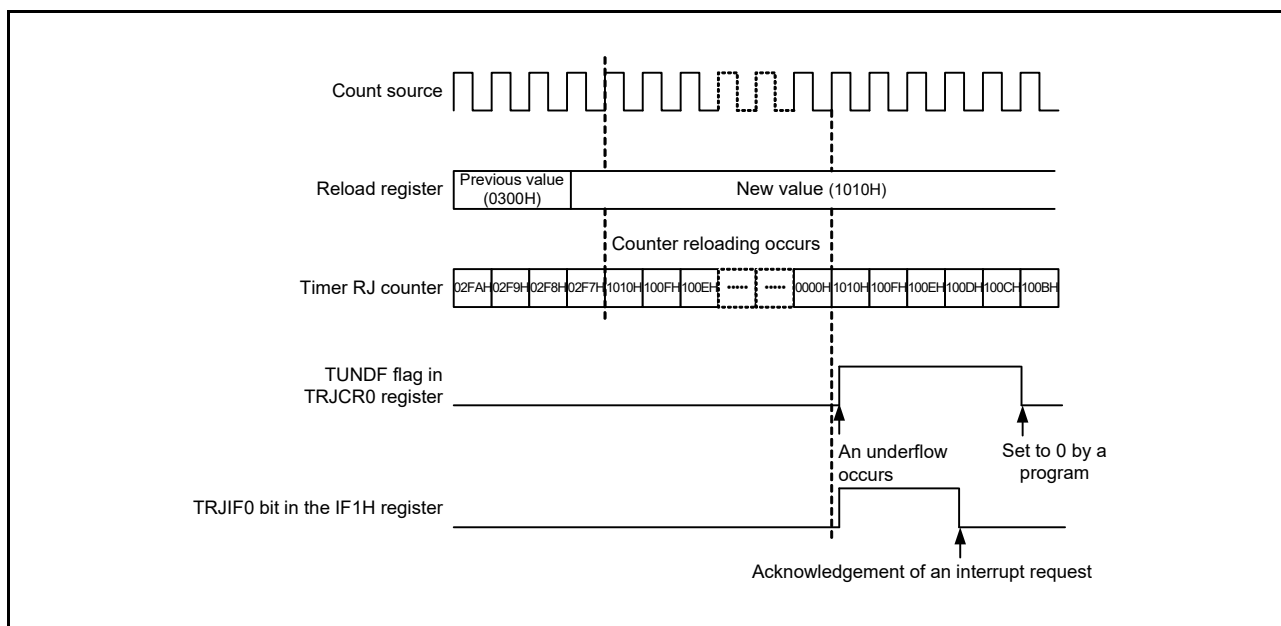 Count source
Reload register
Previous value
(0300H)
New value (1010H)
Counter reloading occurs
Timer RJ counter
02FAH 02F9H 02F8H 02F7H 1010H 100FH 100EH ····· ····· 0000H 1010H 100FH 100EH 100DH 100CH 100BH
TUNDF flag in
TRJCR0 register
An underflow
occurs
Set to 0 by a
program
TRJIF0 bit in the IF1H register
Acknowledgement of an interrupt request